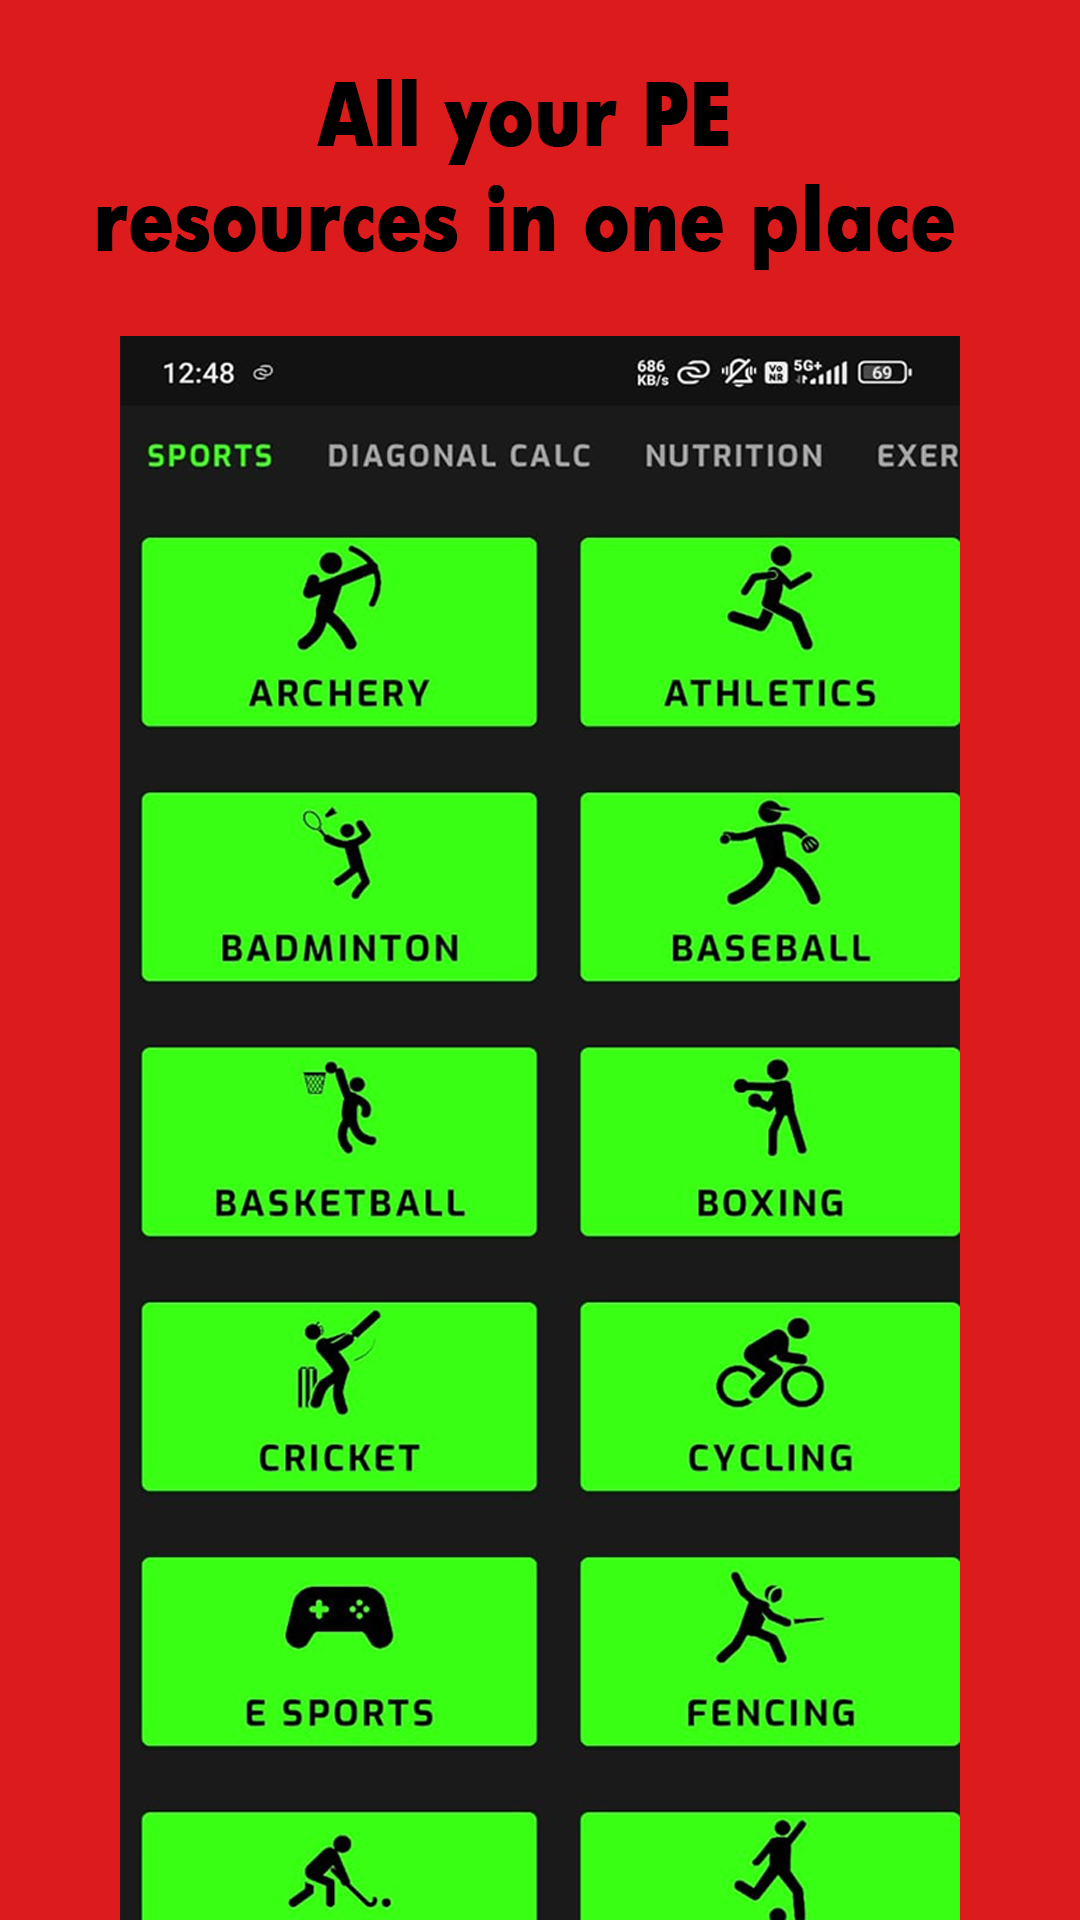 All your PE
resources in one place
12:48
686
KB/s
Vo
NR
5G+
69
SPORTS DIAGONAL CALC NUTRITION EXER
ARCHERY ATHLETICS
BADMINTON BASEBALL
BASKETBALL BOXING
CRICKET CYCLING
E SPORTS FENCING